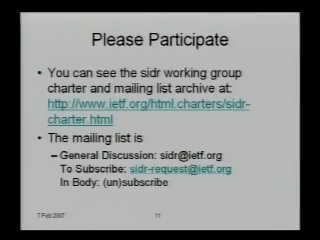 Please Participate
• You can see the sidr working group
charter and mailing list archive at:
http://www.ietf.org/html.charters/sidr-
charter.html
• The mailing list is
– General Discussion: sidr@ietf.org
To Subscribe: sidr-request@ietf.org
In Body: (un)subscribe
7 Feb 2007 11